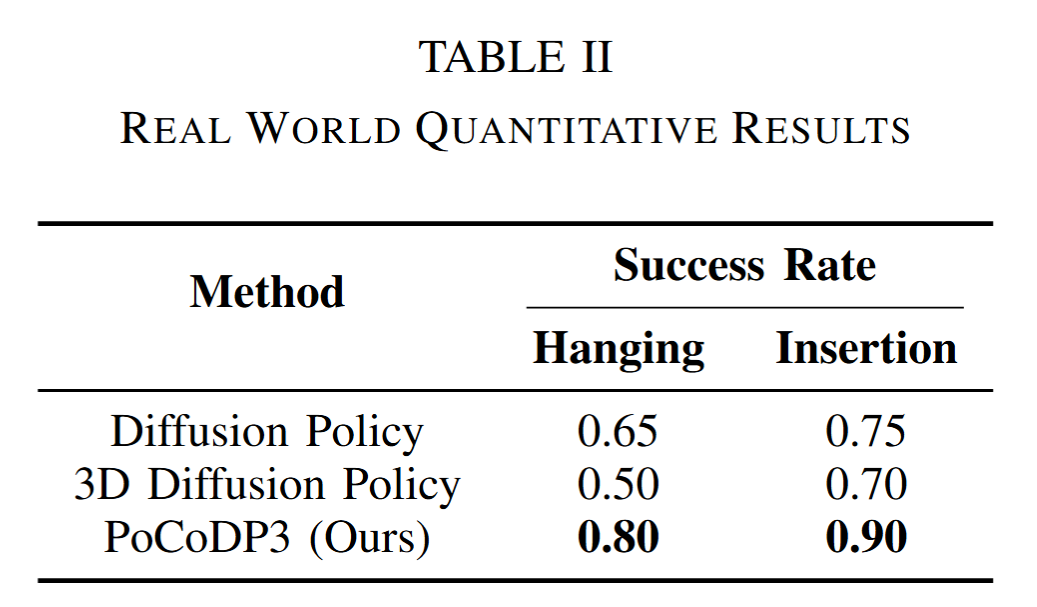 TABLE II
REAL WORLD QUANTITATIVE RESULTS
Method Success Rate
Hanging Insertion
Diffusion Policy 0.65 0.75
3D Diffusion Policy 0.50 0.70
PoCoDP3 (Ours) 0.80 0.90